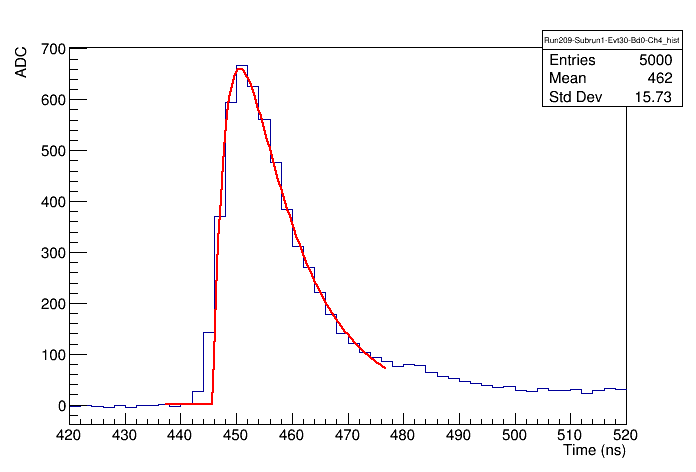 Run209-Subrun1-Evt30-Bd0-Ch4_hist
Entries 5000
Mean 462
Std Dev 15.73
ADC
700
600
500
400
300
200
100
0
420 430 440 450 460 470 480 490 500 510 520
Time (ns)